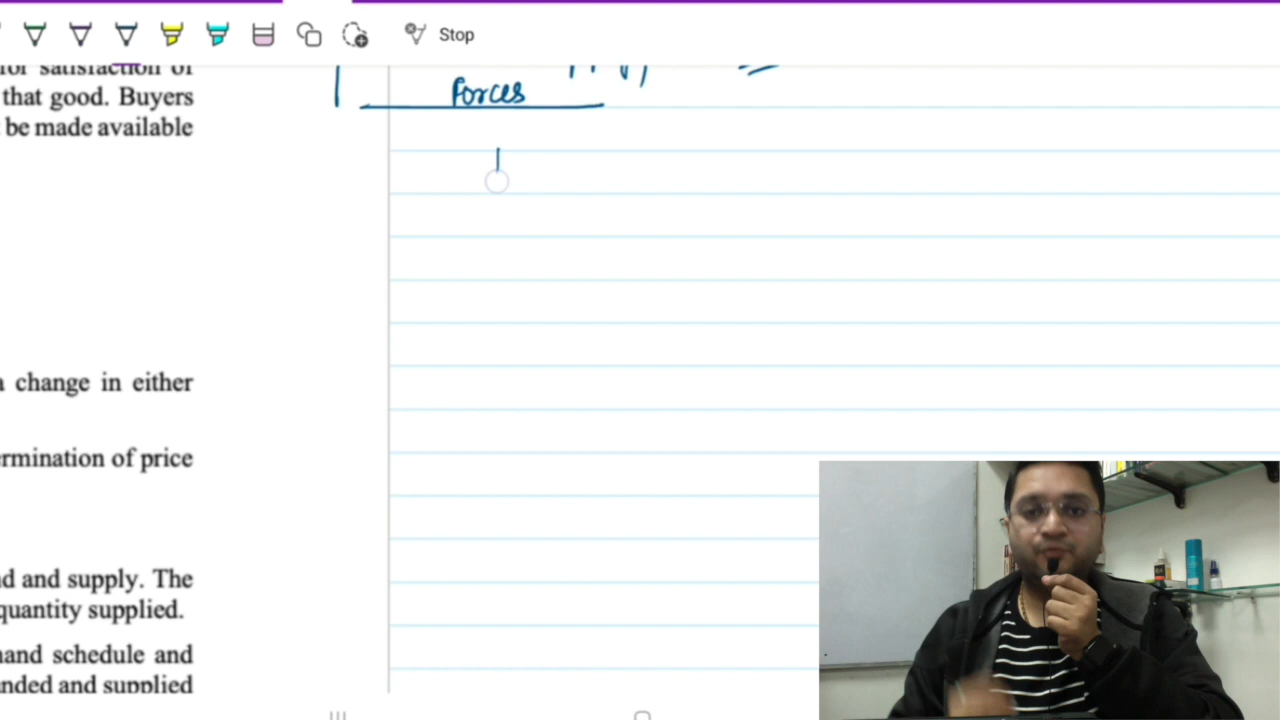 Stop
for satisfaction of
that good. Buyers
be made available
Forces
a change in either
ermination of price
nd and supply. The
quantity supplied.
nand schedule and
nded and supplied